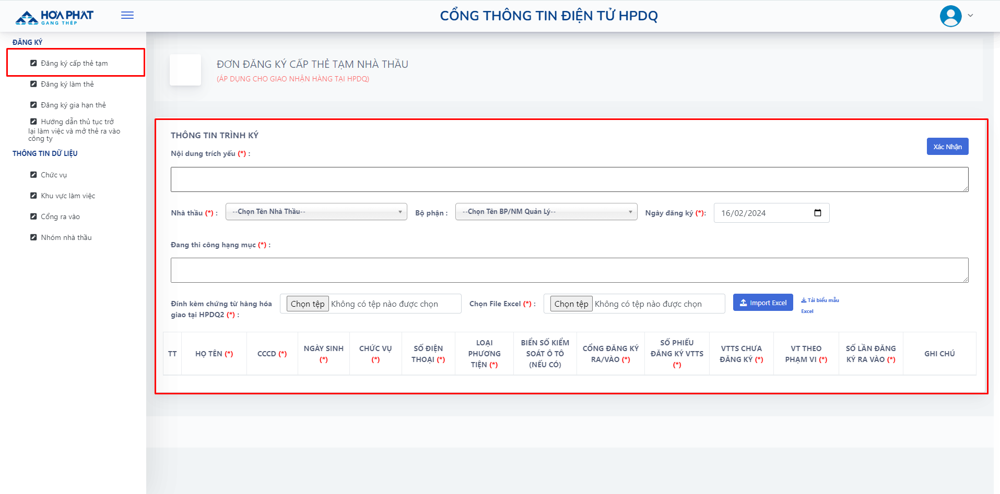 HÒA PHÁT
GANG THÉP
CỔNG THÔNG TIN ĐIỆN TỬ HPDQ
ĐĂNG KÝ
Đăng ký cấp thẻ tạm
Đăng ký làm thẻ
Đăng ký gia hạn thẻ
Hướng dẫn thủ tục trở
lại làm việc và mở thẻ ra vào
công ty
THÔNG TIN DỮ LIỆU
Chức vụ
Khu vực làm việc
Cổng ra vào
Nhóm nhà thầu
ĐƠN ĐĂNG KÝ CẤP THẺ TẠM NHÀ THẦU
(ÁP DỤNG CHO GIAO NHẬN HÀNG TẠI HPDQ)
THÔNG TIN TRÌNH KÝ
Xác Nhận
Nội dung trích yếu (*) :
Nhà thầu (*) : --Chọn Tên Nhà Thầu-- Bộ phận : --Chọn Tên BP/NM Quản Lý-- Ngày đăng ký (*): 16/02/2024
Đang thi công hạng mục (*) :
Đính kèm chứng từ hàng hóa
giao tại HPDQ2 (*) :
Chọn tệp Không có tệp nào được chọn
Chọn File Excel (*) :
Chọn tệp Không có tệp nào được chọn
Import Excel
Tải biểu mẫu
Excel
TT
HỌ TÊN (*)
CCCD (*)
NGÀY SINH
(*)
CHỨC VỤ
(*)
SỐ ĐIỆN
THOẠI (*)
LOẠI
PHƯƠNG
TIỆN (*)
BIỂN SỐ KIỂM
SOÁT Ô TÔ
(NẾU CÓ)
CỔNG ĐĂNG KÝ
RA/VÀO (*)
SỐ PHIẾU
ĐĂNG KÝ VTTS
(*)
VTTS CHƯA
ĐĂNG KÝ (*)
VT THEO
PHẠM VI (*)
SỐ LẦN ĐĂNG
KÝ RA VÀO (*)
GHI CHÚ